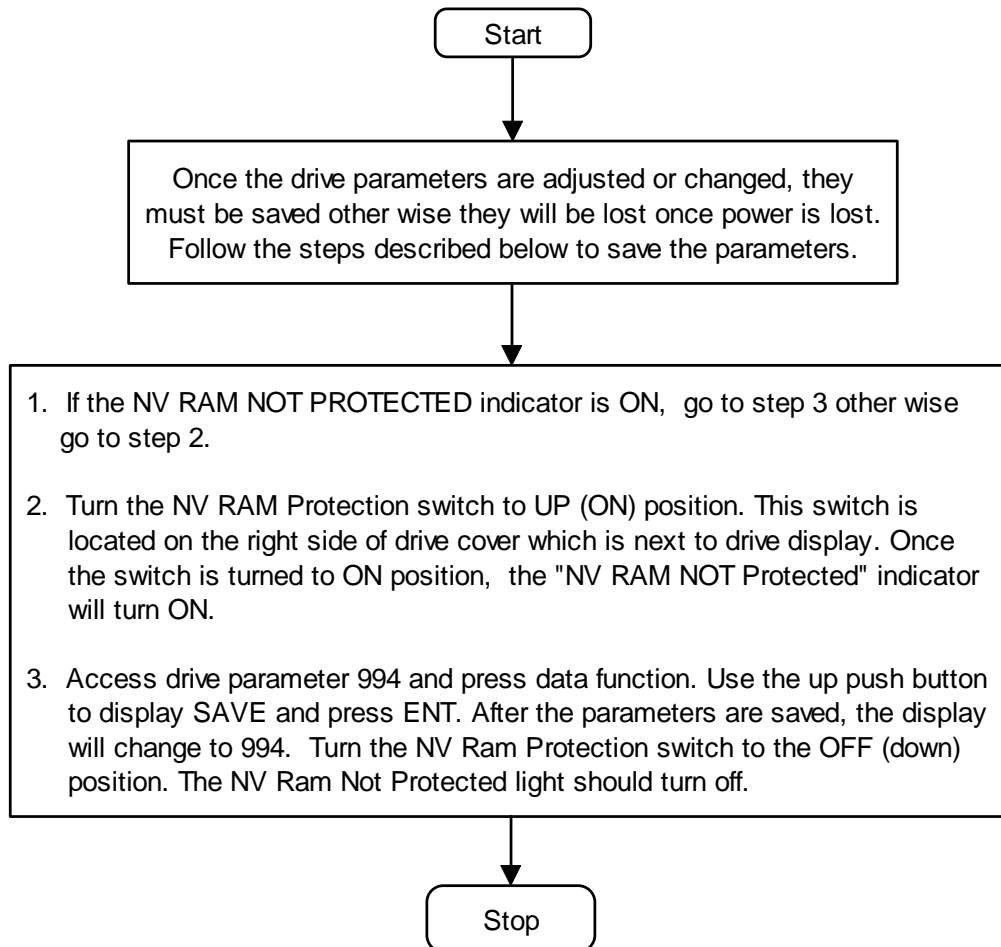 Start
Once the drive parameters are adjusted or changed, they
must be saved other wise they will be lost once power is lost.
Follow the steps described below to save the parameters.
1. If the NV RAM NOT PROTECTED indicator is ON, go to step 3 other wise
go to step 2.
2. Turn the NV RAM Protection switch to UP (ON) position. This switch is
located on the right side of drive cover which is next to drive display. Once
the switch is turned to ON position, the "NV RAM NOT Protected" indicator
will turn ON.
3. Access drive parameter 994 and press data function. Use the up push button
to display SAVE and press ENT. After the parameters are saved, the display
will change to 994. Turn the NV Ram Protection switch to the OFF (down)
position. The NV Ram Not Protected light should turn off.
Stop